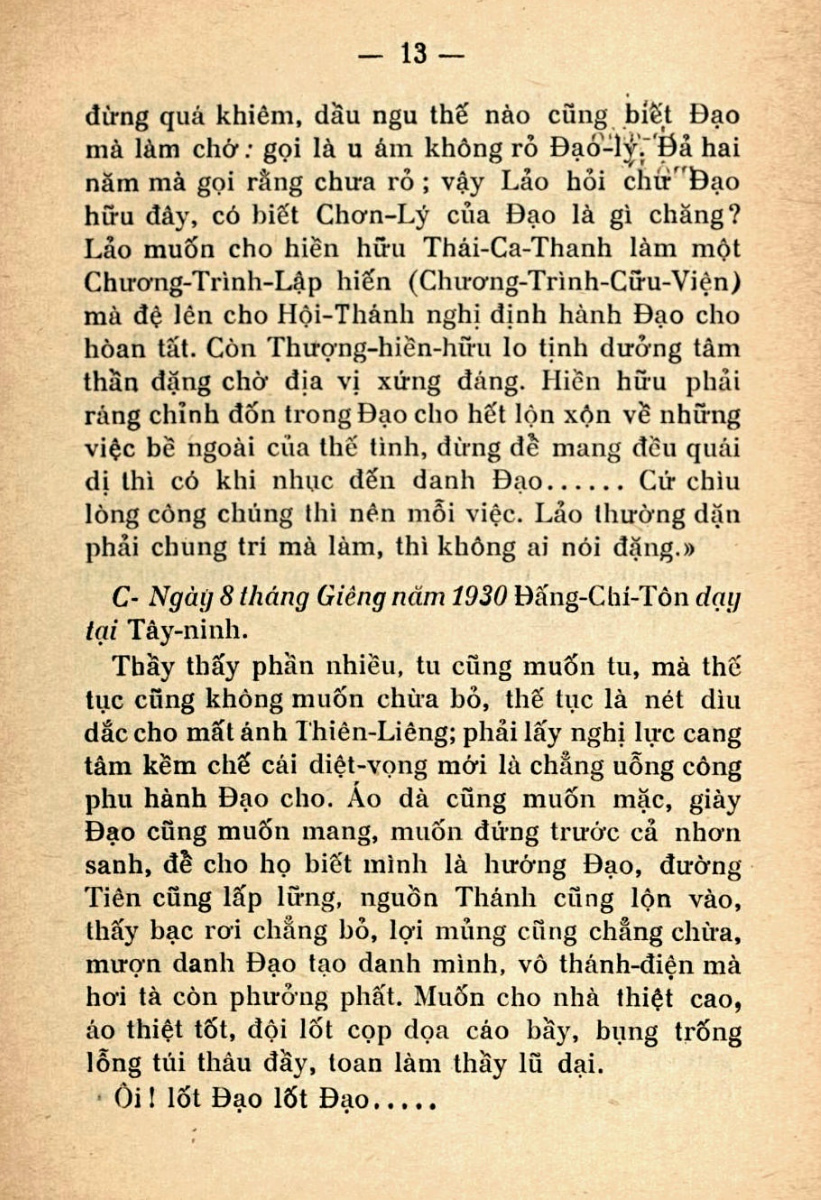 — 13 —
đừng quá khiêm, dầu ngu thế nào cũng biết Đạo
mà làm chớ : gọi là u ám không rỏ Đạo-lý. Đả hai
năm mà gọi rằng chưa rỏ ; vậy Lảo hỏi chư Đạo
hữu đây, có biết Chơn-Lý của Đạo là gì chăng ?
Lảo muốn cho hiền hữu Thái-Ca-Thanh làm một
Chương-Trình-Lập hiến (Chương-Trình-Cữu-Viện)
mà đệ lên cho Hội-Thánh nghị định hành Đạo cho
hòan tất. Còn Thượng-hiền-hữu lo tịnh dưởng tâm
thần đặng chờ địa vị xứng đáng. Hiền hữu phải
ráng chỉnh đốn trong Đạo cho hết lộn xộn về những
việc bề ngoài của thế tình, đừng để mang đều quái
dị thì có khi nhục đến danh Đạo...... Cứ chìu
lòng công chúng thì nên mỗi việc. Lảo thường dặn
phải chung trí mà làm, thì không ai nói đặng.»
C- Ngày 8 tháng Giêng năm 1930 Đấng-Chí-Tôn dạy
tại Tây-ninh.
Thầy thấy phần nhiều, tu cũng muốn tu, mà thế
tục cũng không muốn chừa bỏ, thế tục là nét dìu
dắc cho mất ánh Thiên-Liêng; phải lấy nghị lực cang
tâm kềm chế cái diệt-vọng mới là chẳng uỗng công
phu hành Đạo cho. Áo dà cũng muốn mặc, giày
Đạo cũng muốn mang, muốn đứng trước cả nhơn
sanh, để cho họ biết mình là hướng Đạo, đường
Tiên cũng lấp lững, nguồn Thánh cũng lộn vào,
thấy bạc rơi chẳng bỏ, lợi mủng cũng chẳng chừa,
mượn danh Đạo tạo danh mình, vô thánh-điện mà
hơi tà còn phưởng phất. Muốn cho nhà thiệt cao,
áo thiệt tốt, đội lốt cọp dọa cáo bầy, bụng trống
lỗng túi thâu đầy, toan làm thầy lũ dại.
Ôi ! lốt Đạo lốt Đạo.....